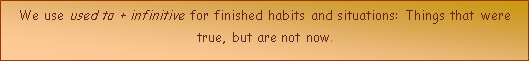 We use used to + infinitive for finished habits and situations: Things that were
true, but are not now.